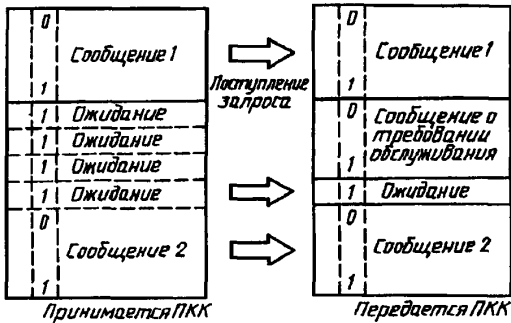 0
Сообщение 1
1
1 Ожидание
1 Ожидание
1 Ожидание
1 Ожидание
0
Сообщение 2
1
Принимается ПКК
Поступление
запроса
0
Сообщение 1
1
0
Сообщение о
требовании
обслуживания
1
1 Ожидание
0
Сообщение 2
1
Передается ПКК